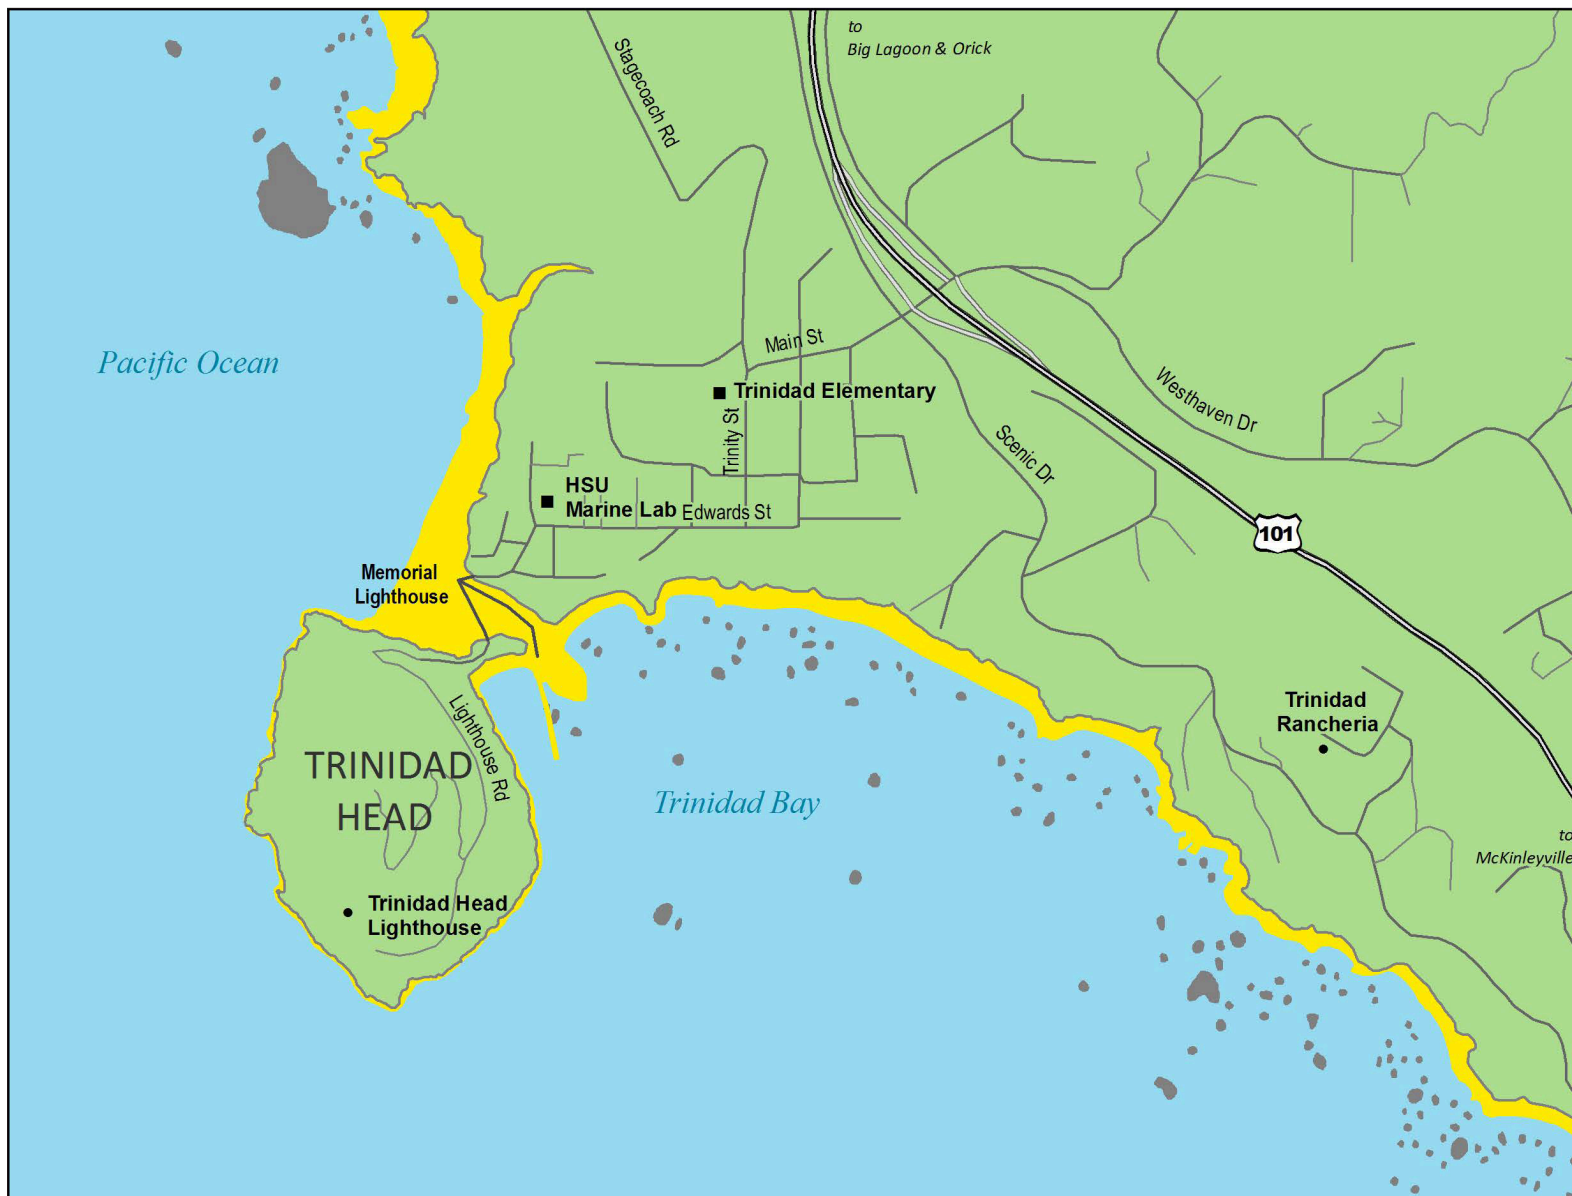 to
Big Lagoon & Orick
Stagecoach Rd
Main St
Pacific Ocean
Trinidad Elementary
Westhaven Dr
Trinity St
Scenic Dr
HSU
Marine Lab
Edwards St
101
Memorial
Lighthouse
Trinidad
Rancheria
Lighthouse Rd
TRINIDAD
HEAD
Trinidad Bay
to
McKinleyville
Trinidad Head
Lighthouse